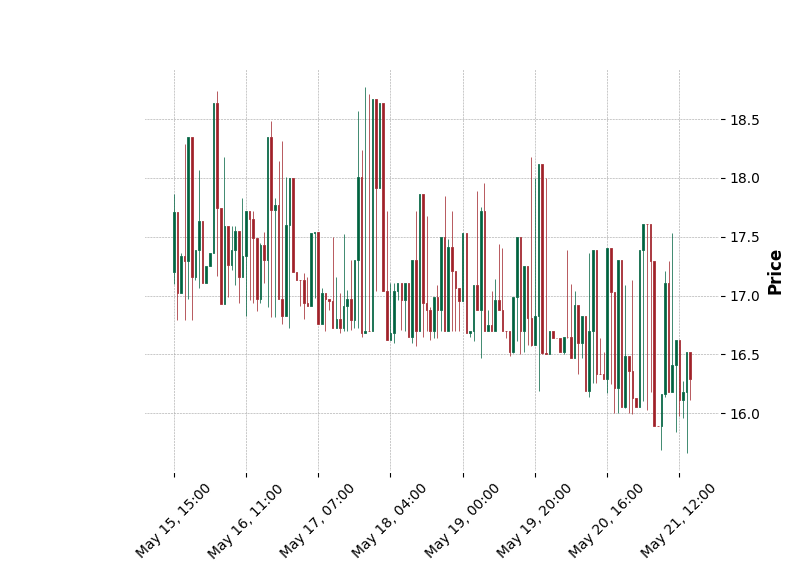 18.5
18.0
17.5
17.0
16.5
16.0
Price
May 15, 15:00
May 16, 11:00
May 17, 07:00
May 18, 04:00
May 19, 00:00
May 19, 20:00
May 20, 16:00
May 21, 12:00